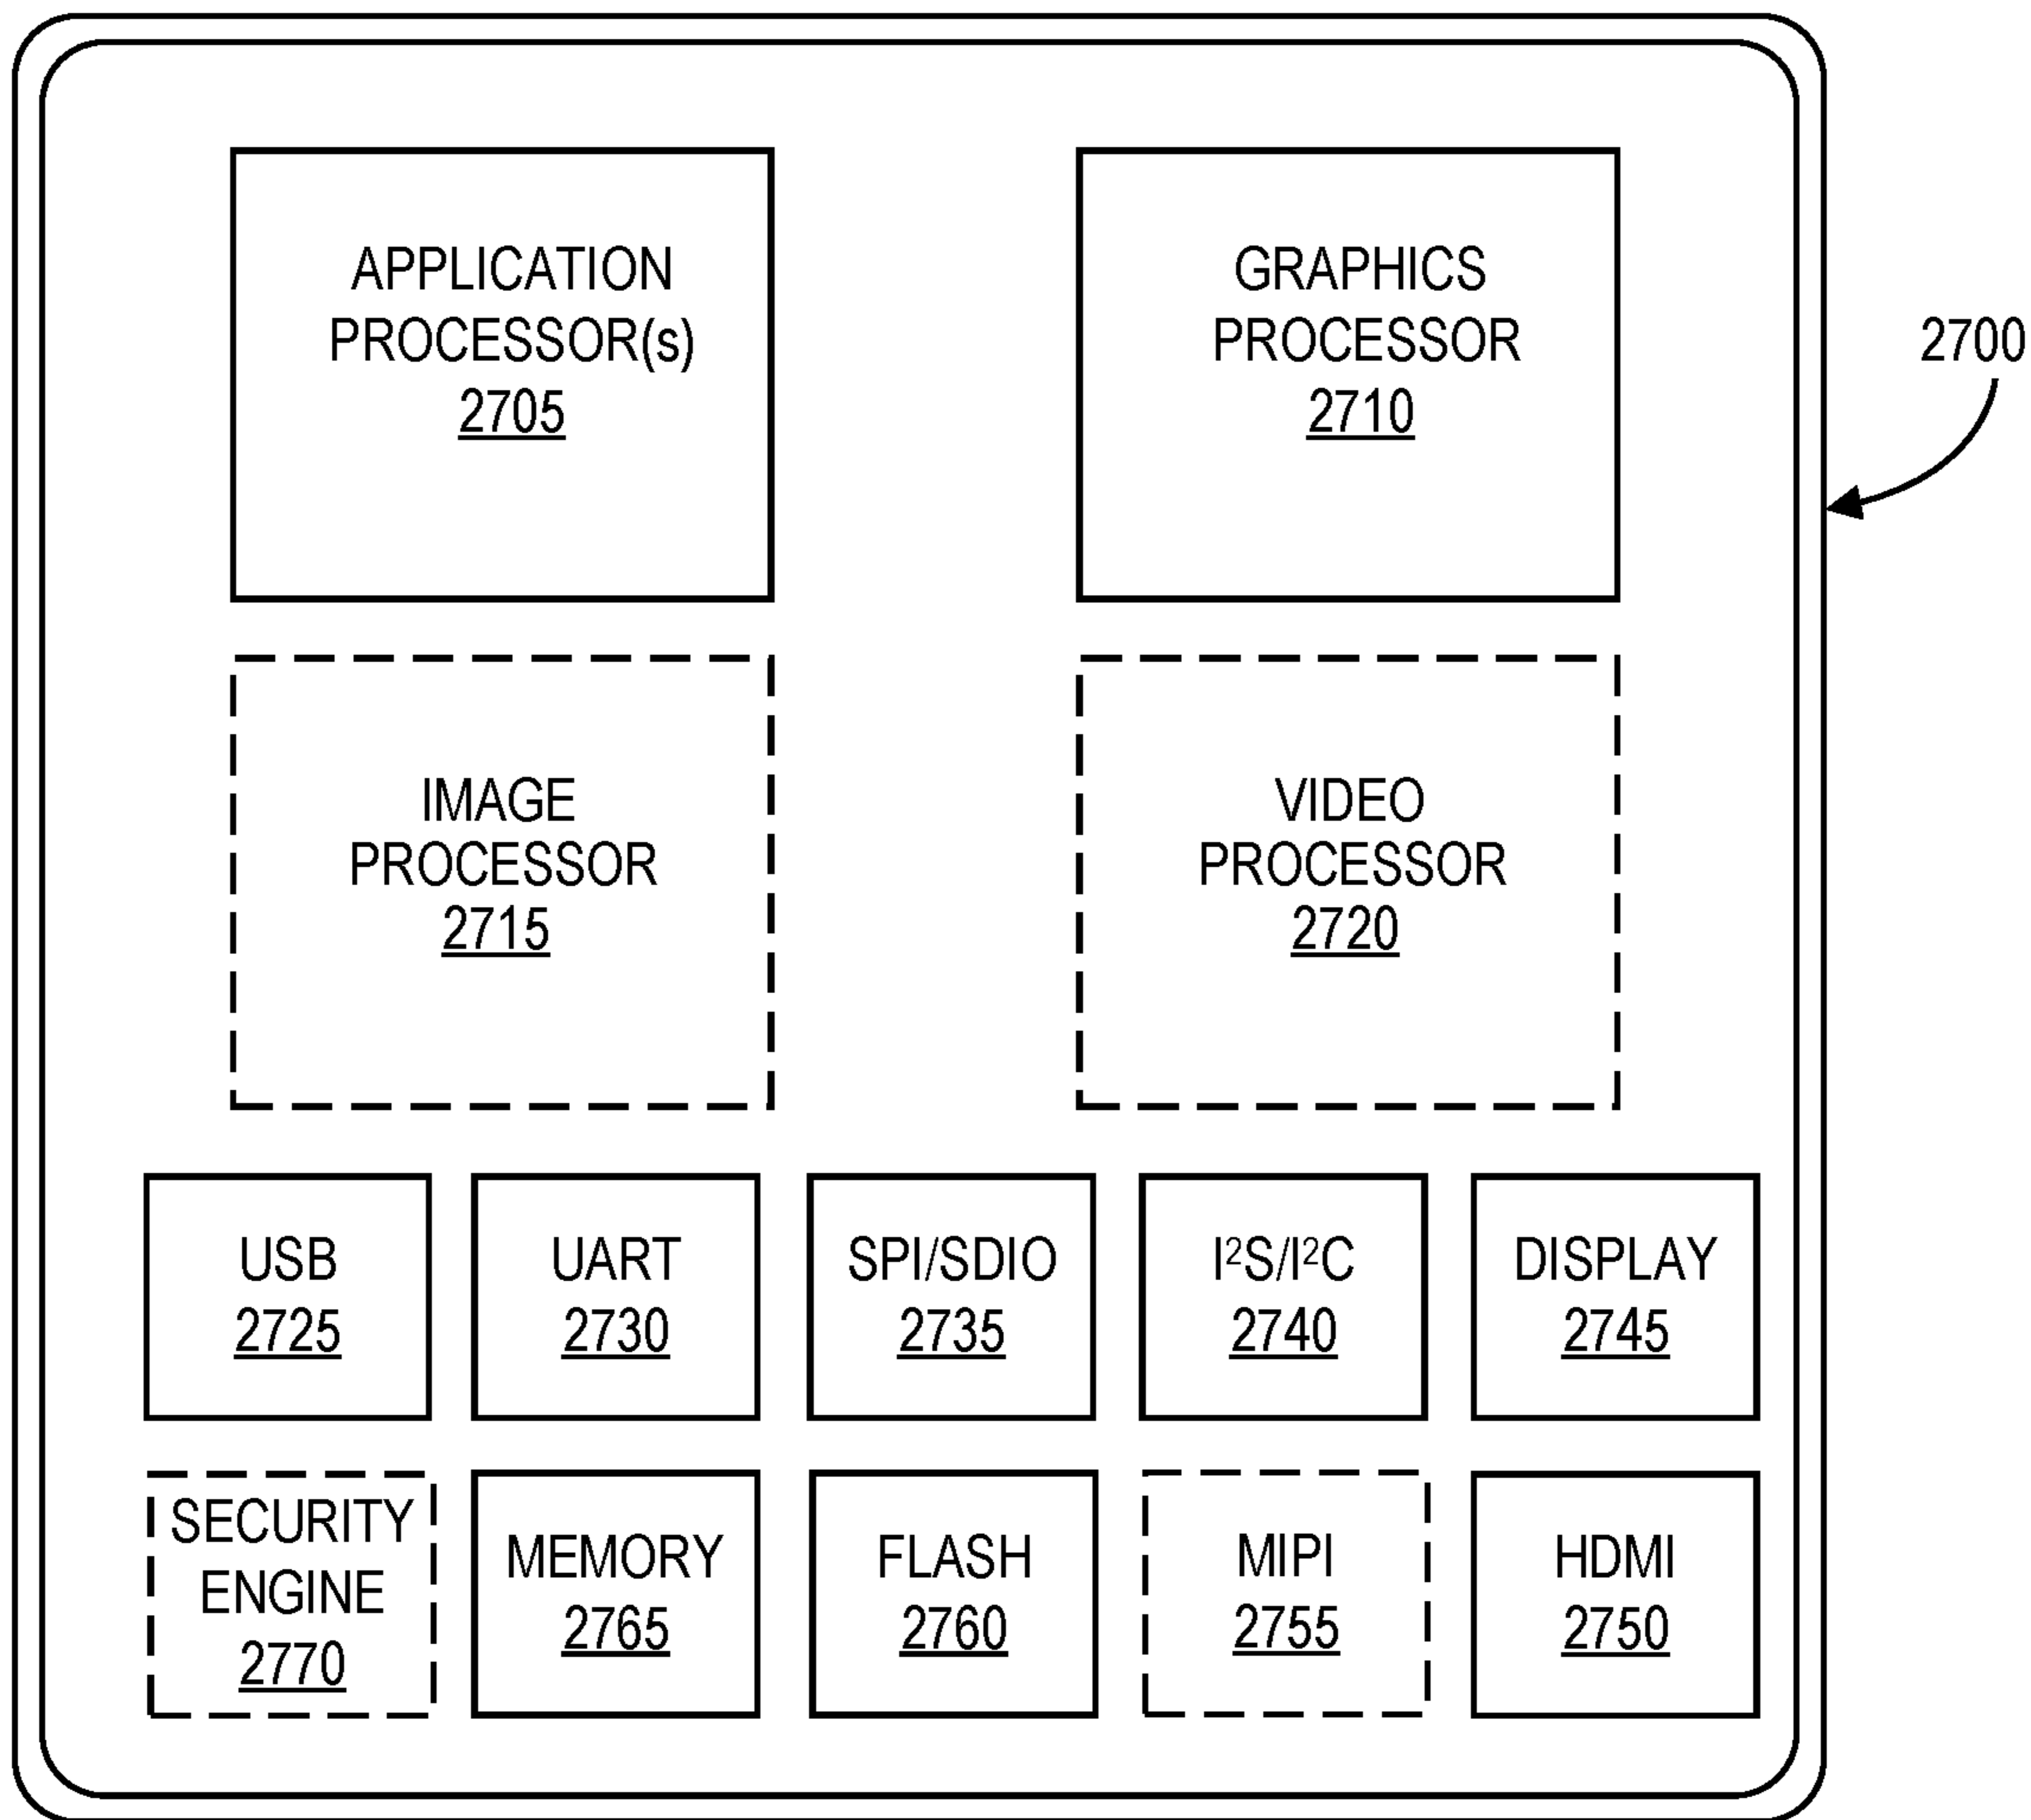 APPLICATION
PROCESSOR(s)
2705
GRAPHICS
PROCESSOR
2710
2700
IMAGE
PROCESSOR
2715
VIDEO
PROCESSOR
2720
USB
2725
UART
2730
SPI/SDIO
2735
I²S/I²C
2740
DISPLAY
2745
SECURITY
ENGINE
2770
MEMORY
2765
FLASH
2760
MIPI
2755
HDMI
2750